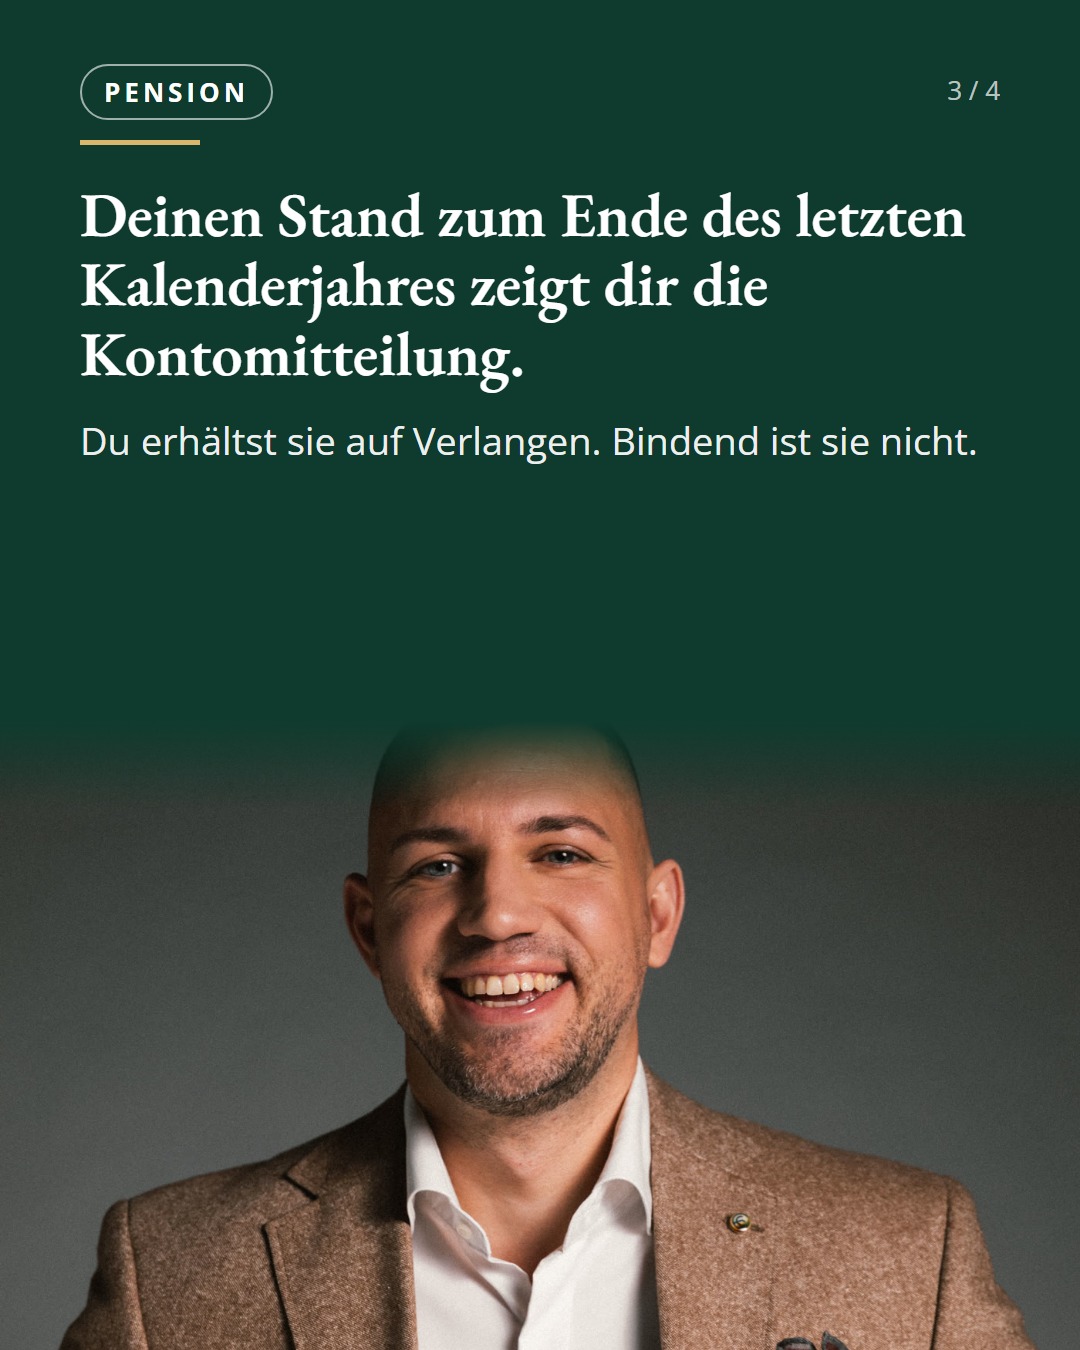 PENSION
3 / 4
Deinen Stand zum Ende des letzten
Kalenderjahres zeigt dir die
Kontomitteilung.
Du erhältst sie auf Verlangen. Bindend ist sie nicht.